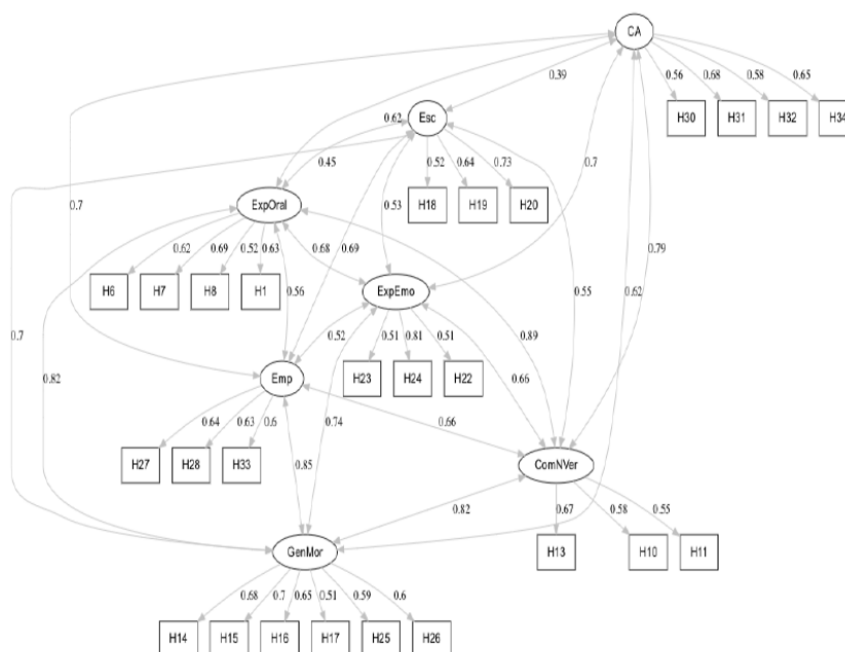 CA
0.39
0.56 0.68 0.58 0.65
H30 H31 H32 H34
Esc
0.62
0.45
0.52 0.64 0.73
0.7
H18 H19 H20
ExpOral
0.7
0.53
0.62 0.69 0.52 0.63
0.68
0.69
0.79
H6 H7 H8 H1
0.56
ExpEmo
0.55
0.62
0.7
0.52
0.51 0.81 0.51
0.89
0.82
Emp
H23 H24 H22
0.66
0.64 0.63 0.6
0.74
0.66
H27 H28 H33
0.85
ComNVer
0.82
0.67 0.58 0.55
GenMor
H13 H10 H11
0.68 0.7 0.65 0.51 0.59 0.6
H14 H15 H16 H17 H25 H26